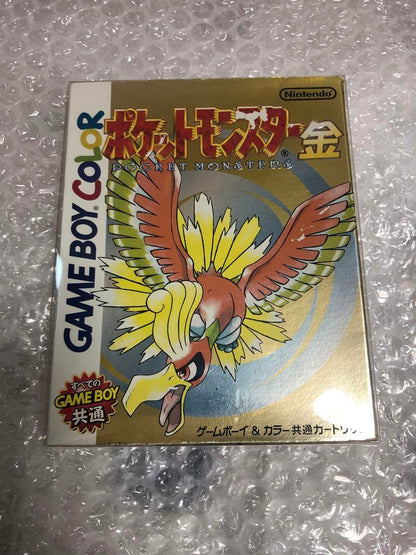 Nintendo
ポケットモンスター金
POCKET MONSTERS
®
GAME BOY COLOR
すべての
GAME BOY
共通
ゲームボーイ & カラー共通カートリッジ